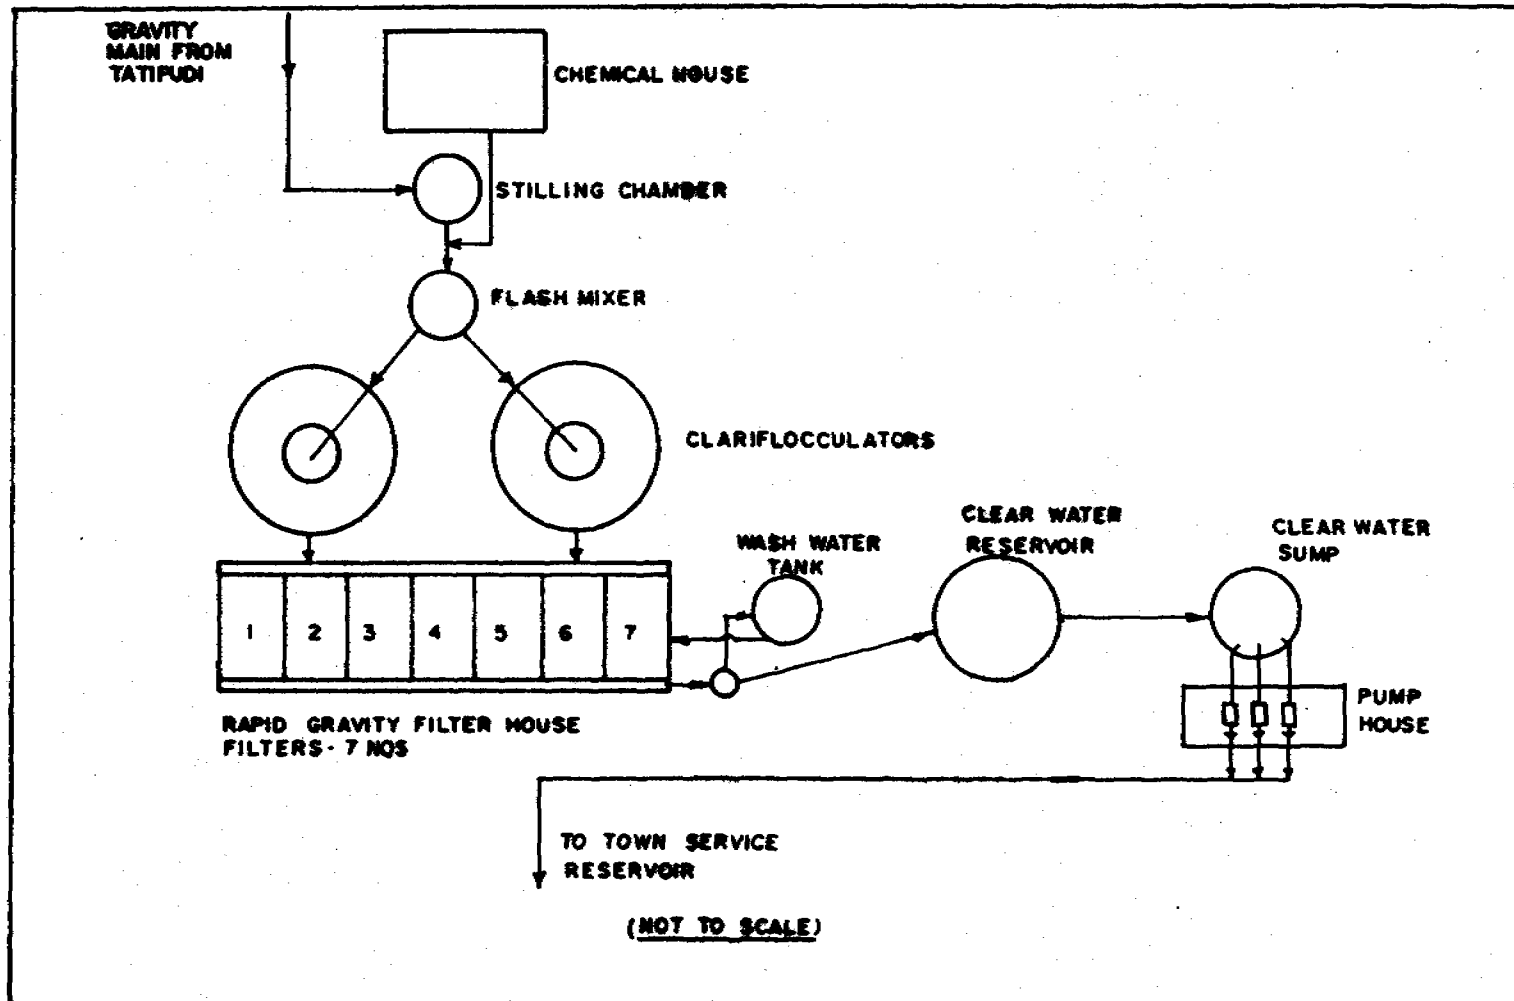 GRAVITY
MAIN FROM
TATIPUDI
CHEMICAL HOUSE
STILLING CHAMBER
FLASH MIXER
CLARIFLOCCULATORS
WASH WATER
TANK
CLEAR WATER
RESERVOIR
CLEAR WATER
SUMP
1 2 3 4 5 6 7
PUMP
HOUSE
RAPID GRAVITY FILTER HOUSE
FILTERS - 7 NOS
TO TOWN SERVICE
RESERVOIR
(NOT TO SCALE)